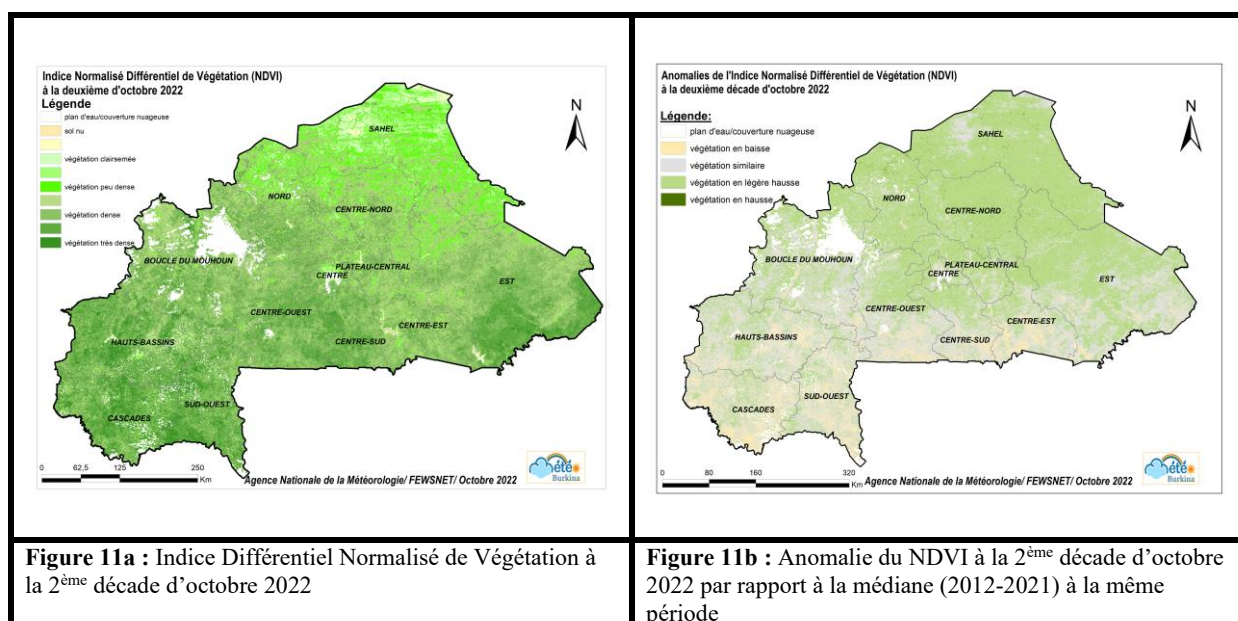 Indice Normalisé Différentiel de Végétation (NDVI)
à la deuxième d'octobre 2022
Légende
plan d'eau/couverture nuageuse
sol nu
végétation clairsemée
végétation peu dense
végétation dense
végétation très dense
N
SAHEL
NORD
CENTRE-NORD
BOUCLE DU MOUHOUN
PLATEAU-CENTRAL
CENTRE
EST
CENTRE-OUEST
CENTRE-EST
HAUTS-BASSINS
CENTRE-SUD
SUD-OUEST
CASCADES
0 62,5 125 250
Km
Agence Nationale de la Météorologie/ FEWSNET/ Octobre 2022
été
Burkina
Anomalies de l'Indice Normalisé Différentiel de Végétation (NDVI)
à la deuxième décade d'octobre 2022
Légende:
plan d'eau/couverture nuageuse
végétation en baisse
végétation similaire
végétation en légère hausse
végétation en hausse
N
SAHEL
NORD
CENTRE-NORD
BOUCLE DU MOUHOUN
PLATEAU-CENTRAL
CENTRE
EST
CENTRE-OUEST
CENTRE-EST
HAUTS-BASSINS
CENTRE-SUD
SUD-OUEST
CASCADES
0 80 160 320
Km
Agence Nationale de la Météorologie/ FEWSNET/ Octobre 2022
été
Burkina
Figure 11a : Indice Différentiel Normalisé de Végétation à
la 2ème décade d'octobre 2022
Figure 11b : Anomalie du NDVI à la 2ème décade d'octobre
2022 par rapport à la médiane (2012-2021) à la même
période